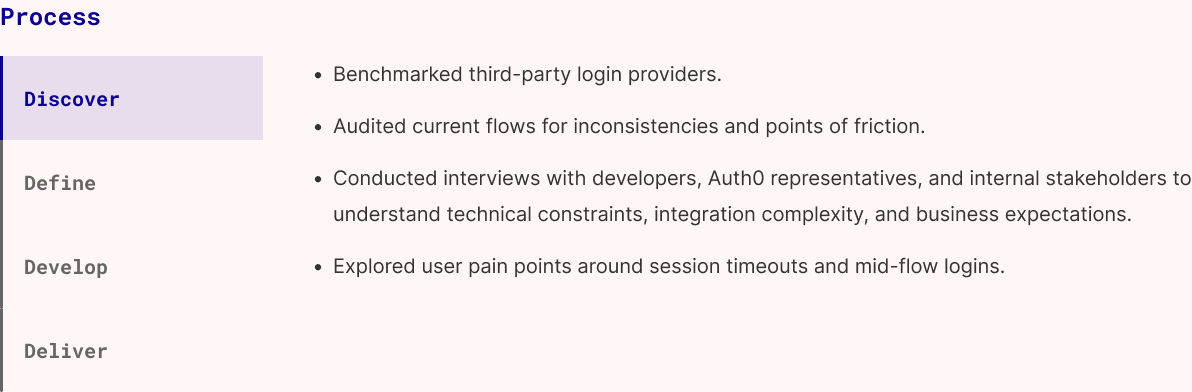 Process
Discover
Define
Develop
Deliver
• Benchmarked third-party login providers.
• Audited current flows for inconsistencies and points of friction.
• Conducted interviews with developers, Auth0 representatives, and internal stakeholders to
understand technical constraints, integration complexity, and business expectations.
• Explored user pain points around session timeouts and mid-flow logins.